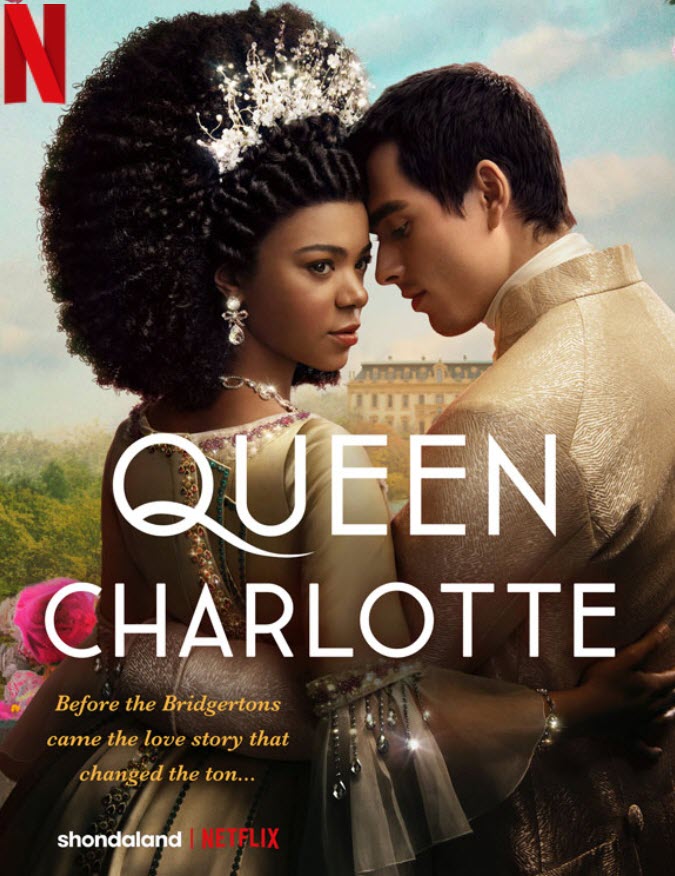 N
QUEEN
CHARLOTTE
Before the Bridgertons
came the love story that
changed the ton...
shondaland | NETFLIX